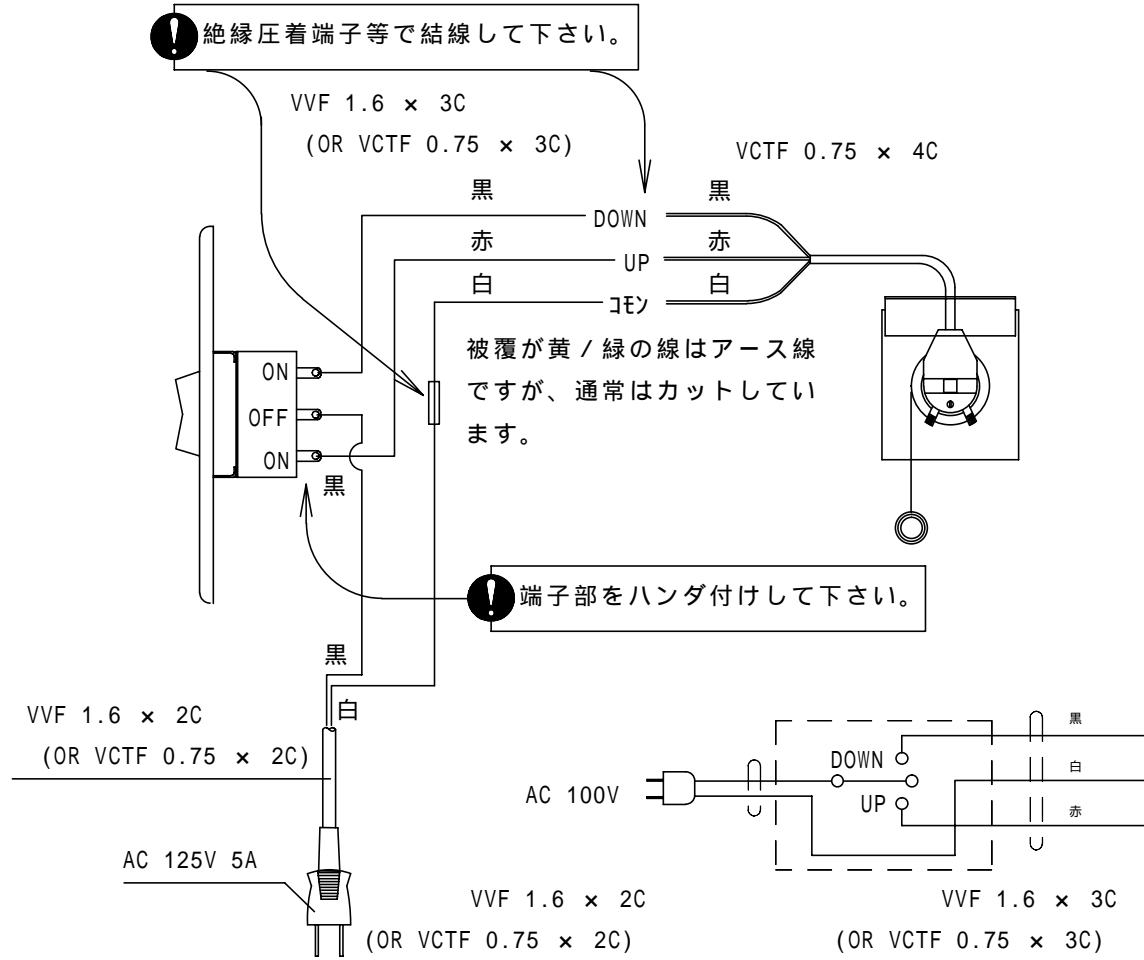 絶縁圧着端子等で結線して下さい。
VVF 1.6 × 3C
(OR VCTF 0.75 × 3C)
VCTF 0.75 × 4C
黒
DOWN
黒
赤
UP
赤
白
コモン
白
被覆が黄/緑の線はアース線
ですが、通常はカットしてい
ます。
ON
OFF
ON
黒
端子部をハンダ付けして下さい。
黒
白
VVF 1.6 × 2C
(OR VCTF 0.75 × 2C)
AC 125V 5A
AC 100V
DOWN
UP
黒
白
赤
VVF 1.6 × 2C
(OR VCTF 0.75 × 2C)
VVF 1.6 × 3C
(OR VCTF 0.75 × 3C)